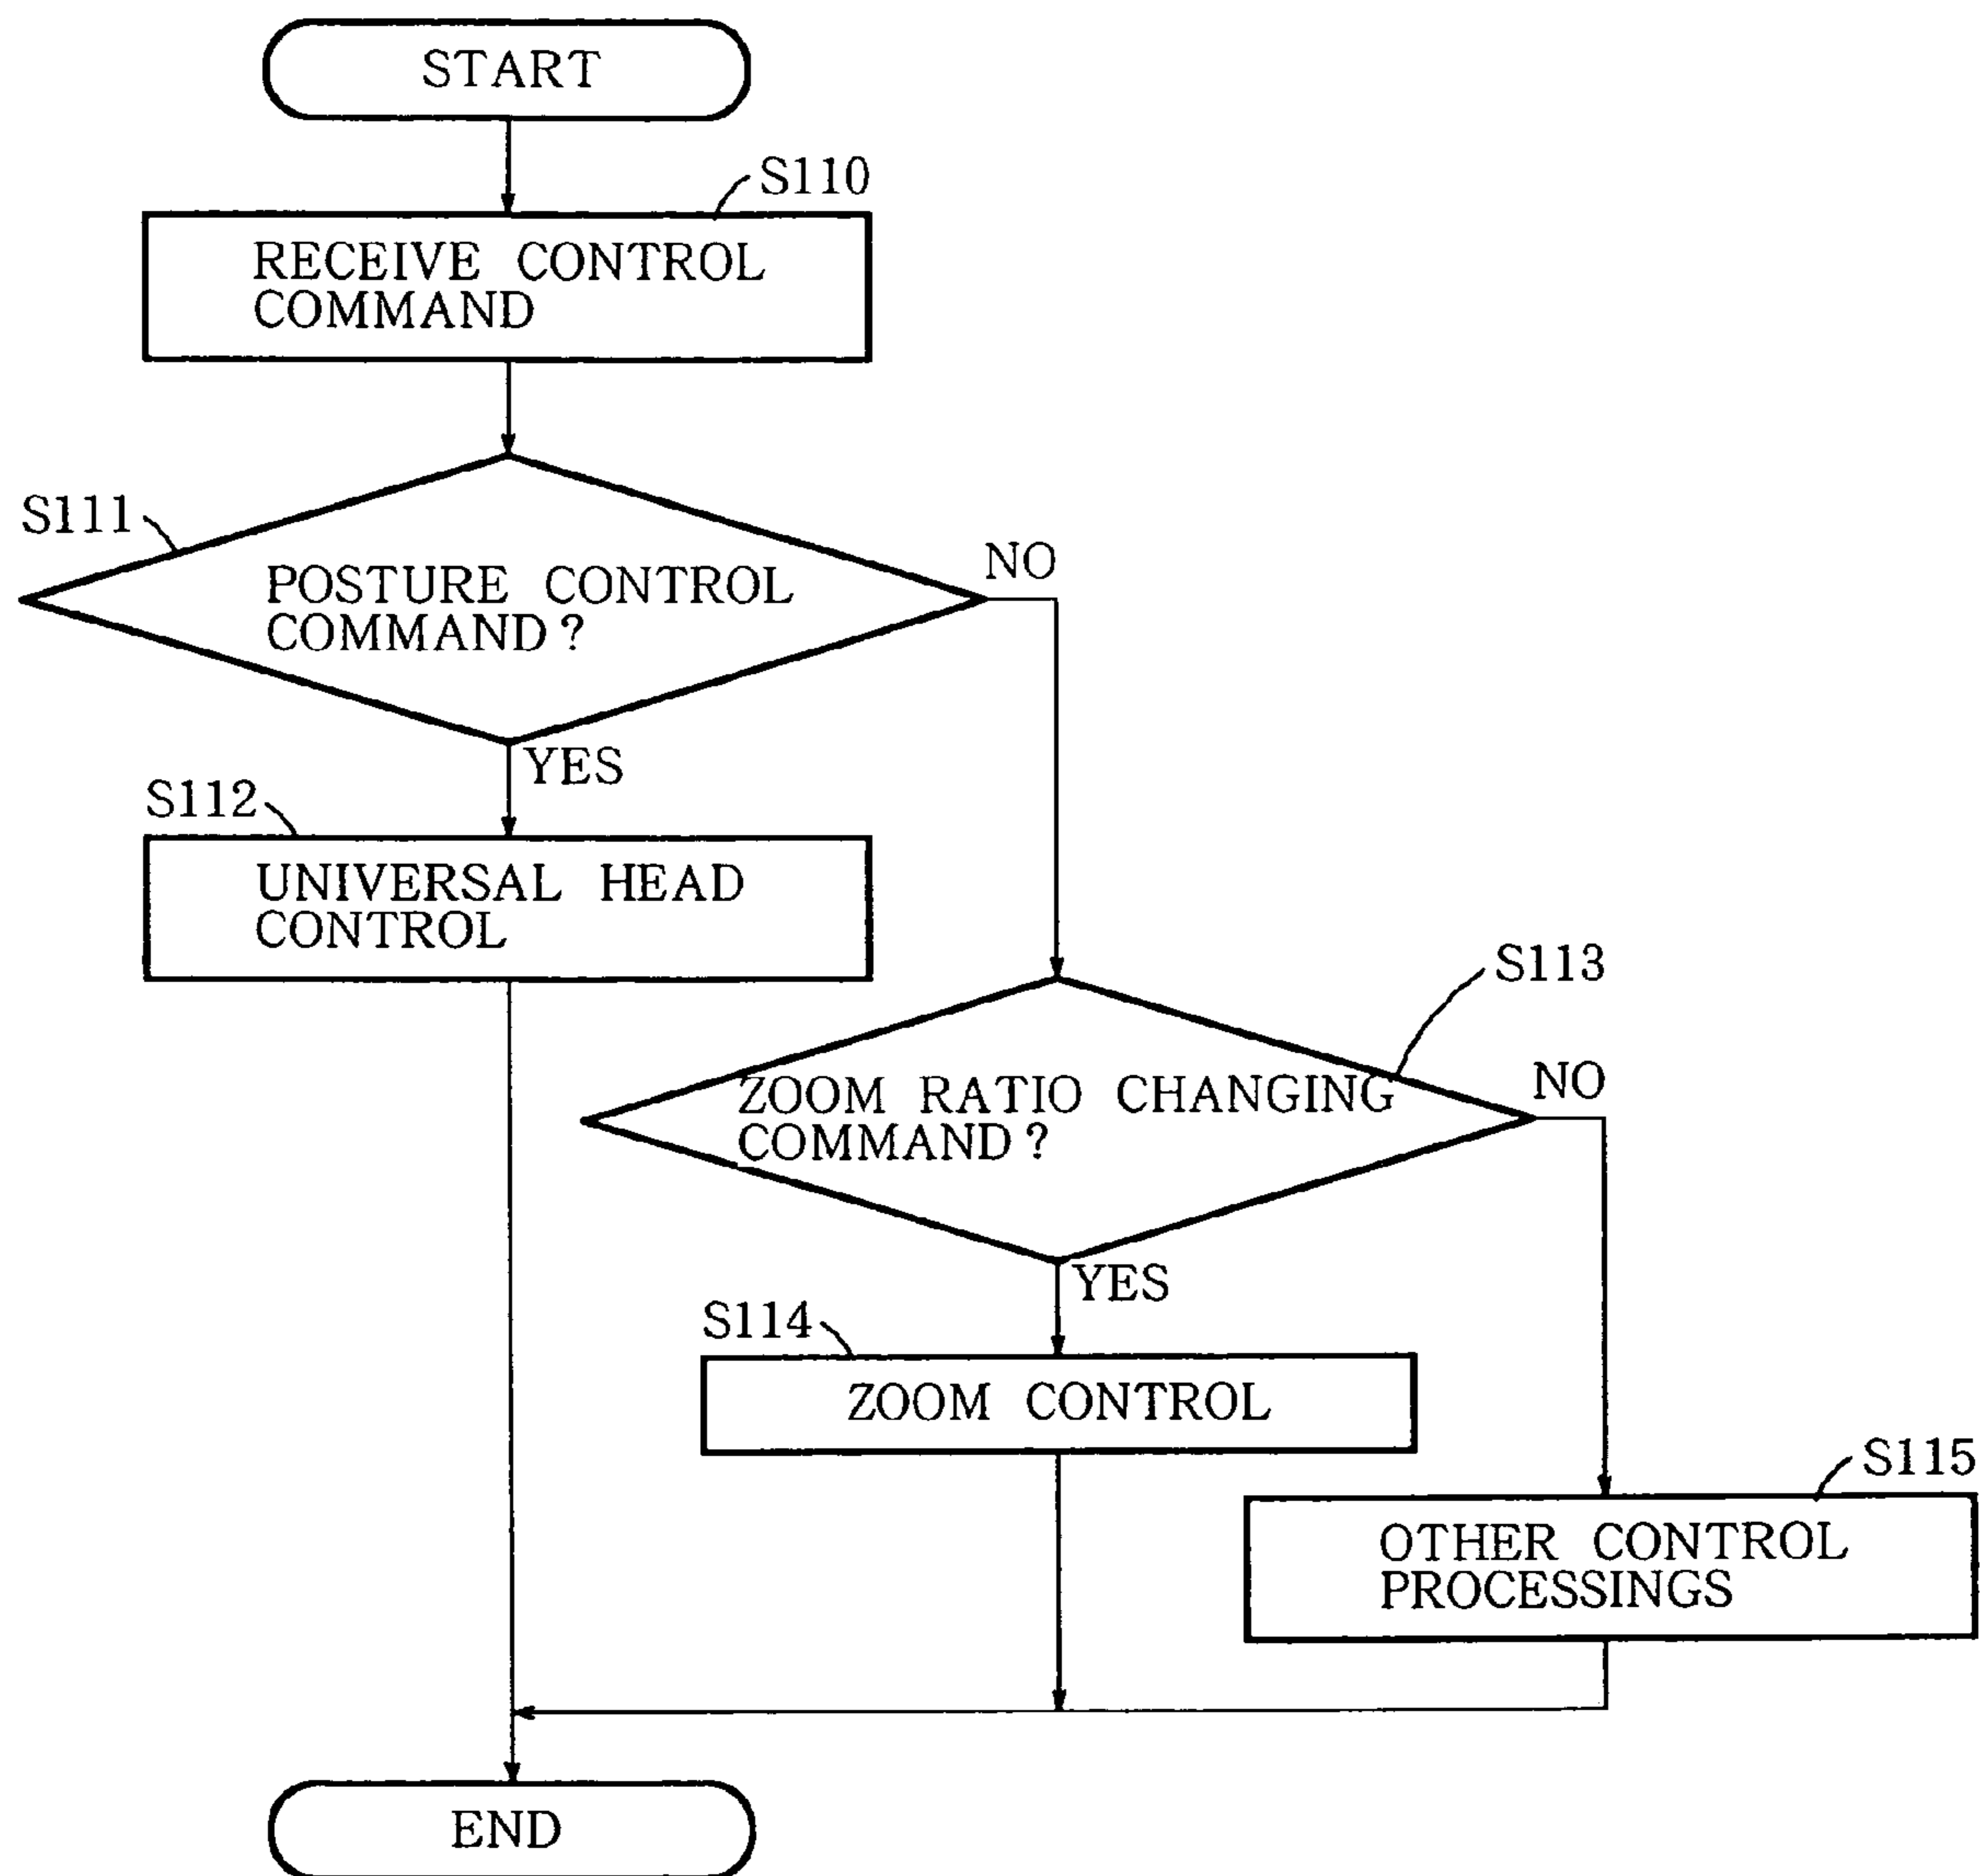 START
S110
RECEIVE CONTROL
COMMAND
S111
POSTURE CONTROL
COMMAND?
NO
YES
S112
UNIVERSAL HEAD
CONTROL
S113
ZOOM RATIO CHANGING
COMMAND?
NO
YES
S114
ZOOM CONTROL
S115
OTHER CONTROL
PROCESSINGS
END